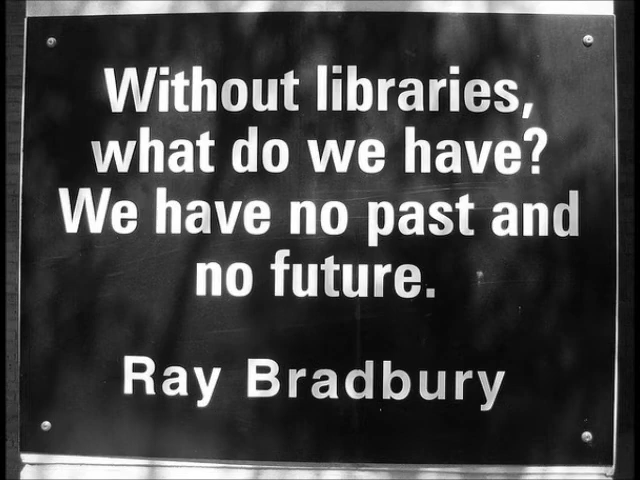 Without libraries,
what do we have?
We have no past and
no future.
Ray Bradbury